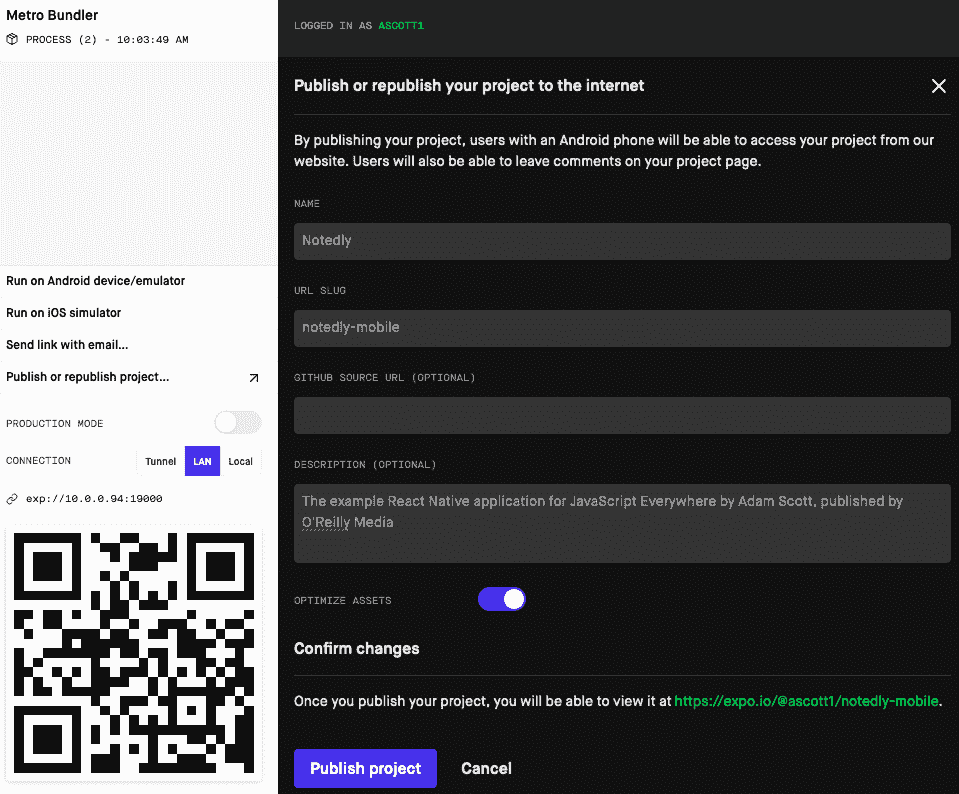 Metro Bundler
PROCESS (2) - 10:03:49 AM
Run on Android device/emulator
Run on iOS simulator
Send link with email...
Publish or republish project...
PRODUCTION MODE
CONNECTION
Tunnel
LAN
Local
exp://10.0.0.94:19000
LOGGED IN AS ASCOTT1
Publish or republish your project to the internet
By publishing your project, users with an Android phone will be able to access your project from our
website. Users will also be able to leave comments on your project page.
NAME
Notedly
URL SLUG
notedly-mobile
GITHUB SOURCE URL (OPTIONAL)
DESCRIPTION (OPTIONAL)
The example React Native application for JavaScript Everywhere by Adam Scott, published by
O'Reilly Media
OPTIMIZE ASSETS
Confirm changes
Once you publish your project, you will be able to view it at https://expo.io/@ascott1/notedly-mobile.
Publish project
Cancel